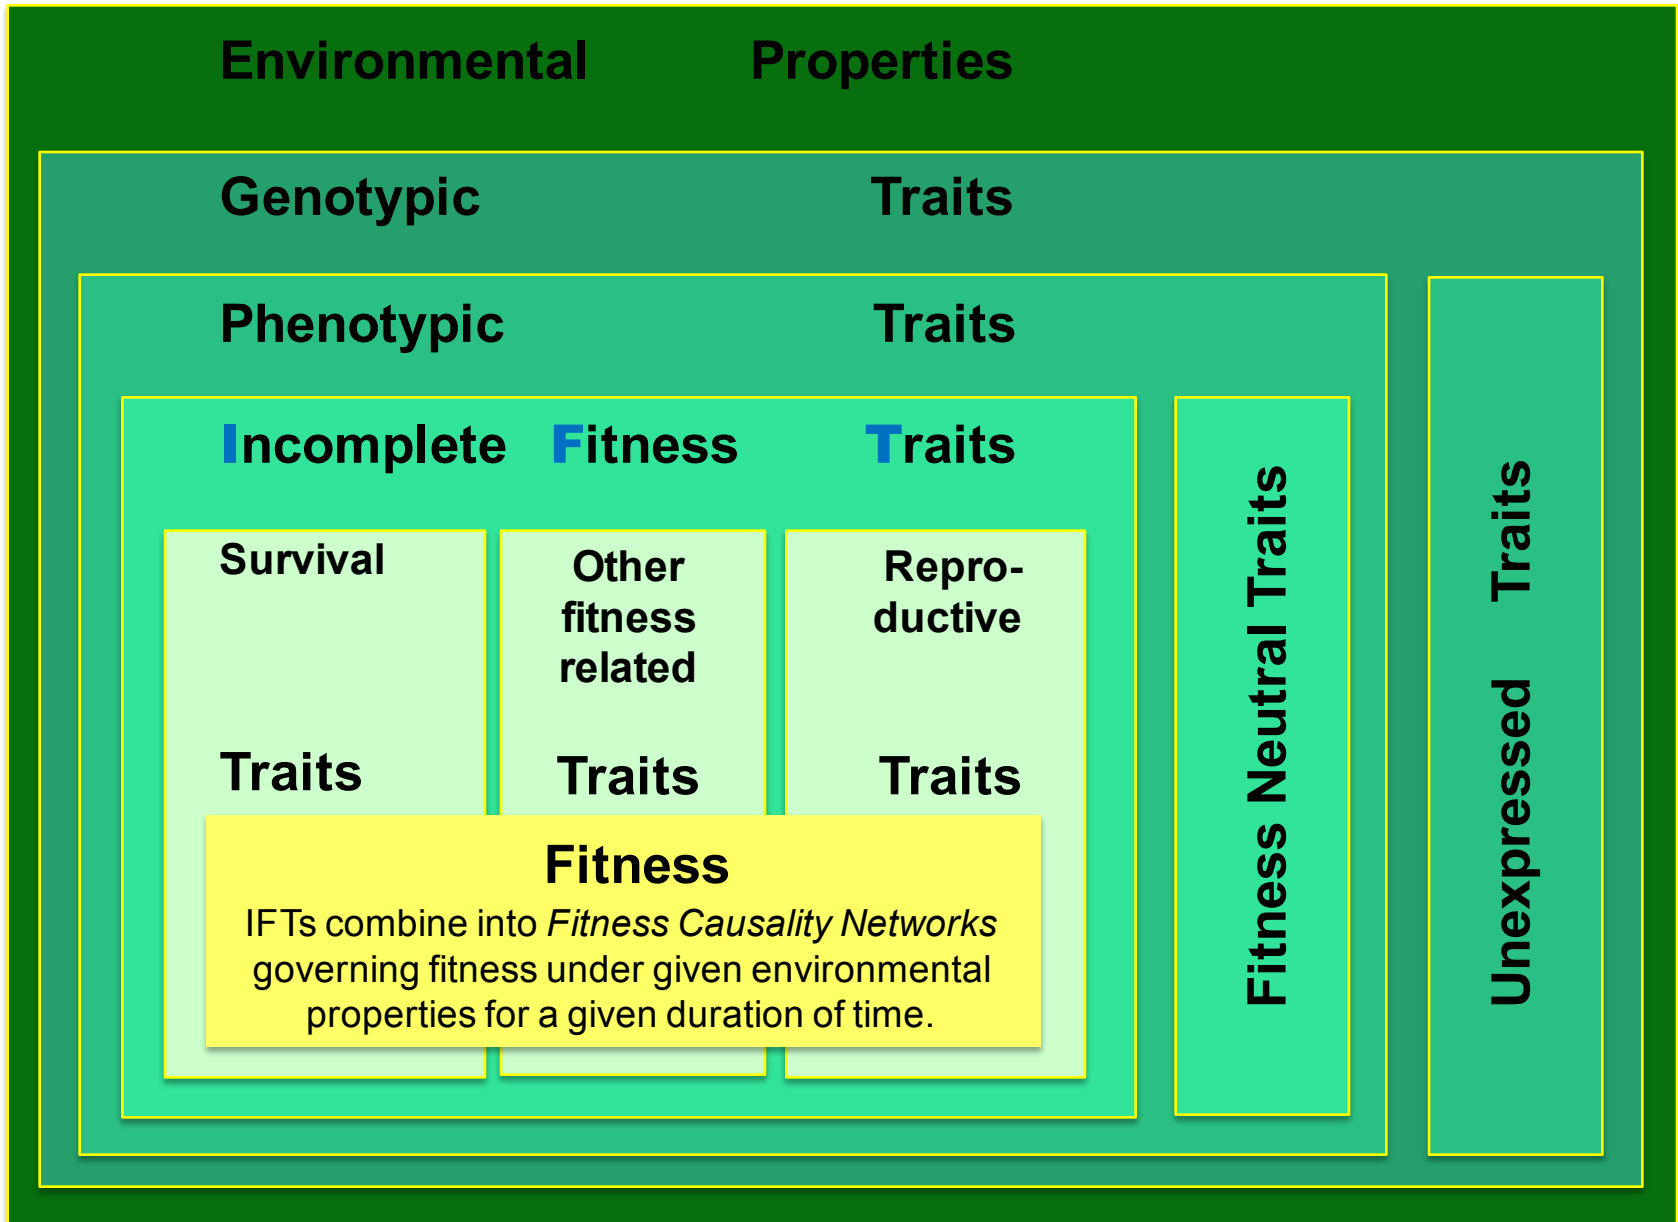 Environmental Properties
Genotypic Traits
Phenotypic Traits
Incomplete Fitness Traits
Survival
Traits
Other
fitness
related
Traits
Repro-
ductive
Traits
Fitness
IFTs combine into Fitness Causality Networks
governing fitness under given environmental
properties for a given duration of time.
Fitness Neutral Traits
Unexpressed Traits